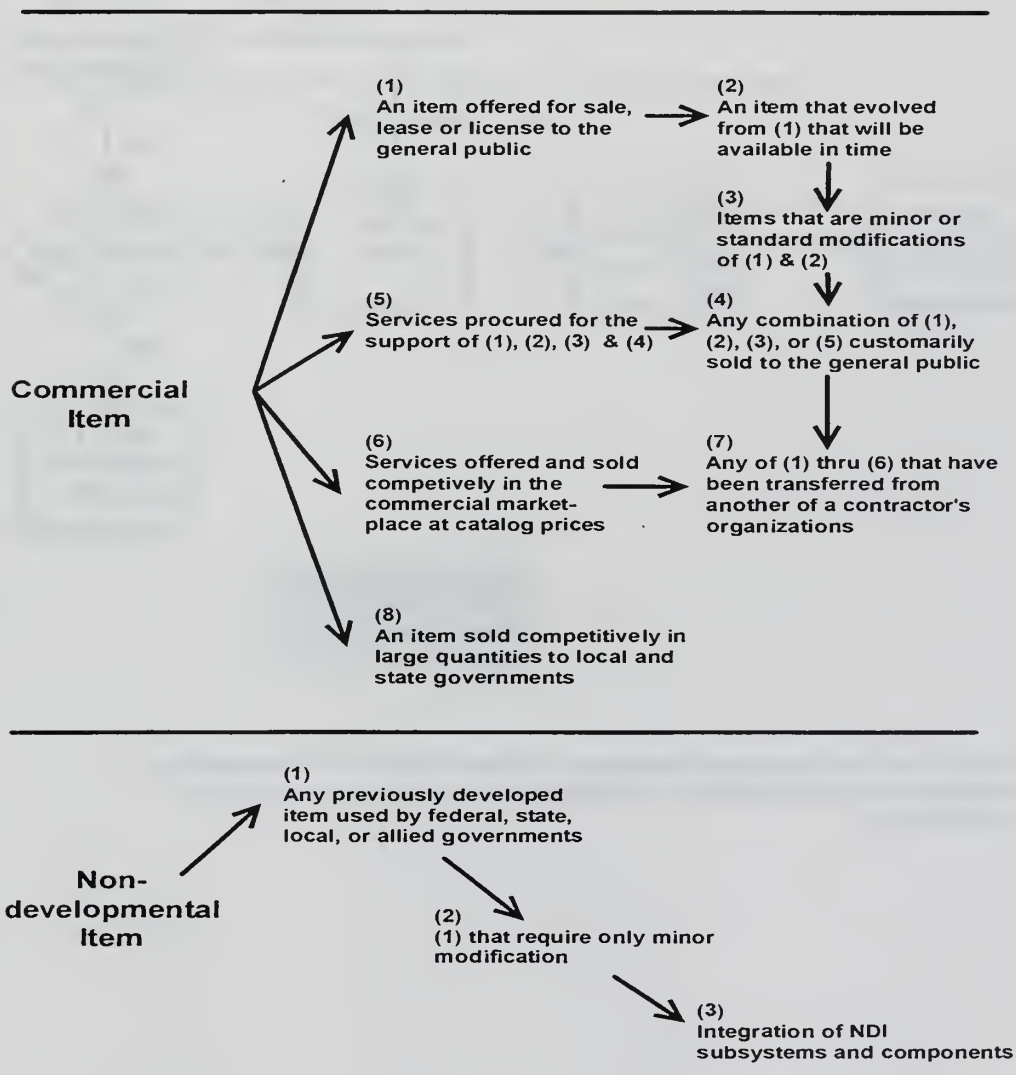 (1)
An item offered for sale,
lease or license to the
general public
(2)
An item that evolved
from (1) that will be
available in time
(3)
Items that are minor or
standard modifications
of (1) & (2)
(5)
Services procured for the
support of (1), (2), (3) & (4)
(4)
Any combination of (1),
(2), (3), or (5) customarily
sold to the general public
Commercial
Item
(6)
Services offered and sold
competively in the
commercial market-
place at catalog prices
(7)
Any of (1) thru (6) that have
been transferred from
another of a contractor's
organizations
(8)
An item sold competitively in
large quantities to local and
state governments
Non-
developmental
Item
(1)
Any previously developed
item used by federal, state,
local, or allied governments
(2)
(1) that require only minor
modification
(3)
Integration of NDI
subsystems and components